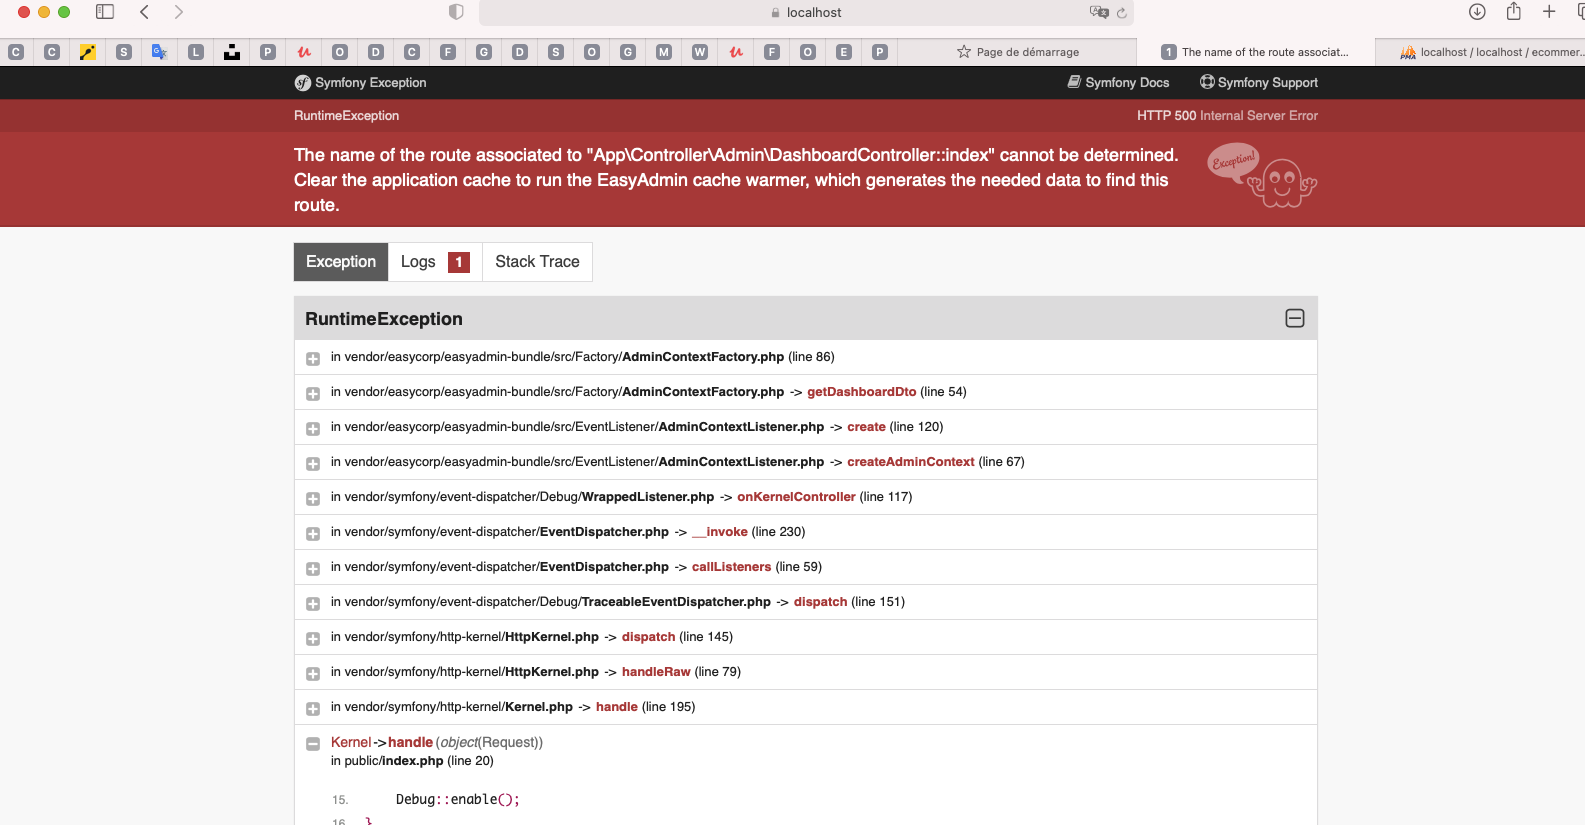 localhost
C C S L P O D C F G D S O G M W F O E P
Page de démarrage
1 The name of the route associat...
localhost / localhost / ecommer...
Symfony Exception
Symfony Docs
Symfony Support
RuntimeException
HTTP 500 Internal Server Error
The name of the route associated to "App\Controller\Admin\DashboardController::index" cannot be determined.
Clear the application cache to run the EasyAdmin cache warmer, which generates the needed data to find this
route.
Exception!
Exception
Logs 1
Stack Trace
RuntimeException
in vendor/easycorp/easyadmin-bundle/src/Factory/AdminContextFactory.php (line 86)
in vendor/easycorp/easyadmin-bundle/src/Factory/AdminContextFactory.php -> getDashboardDto (line 54)
in vendor/easycorp/easyadmin-bundle/src/EventListener/AdminContextListener.php -> create (line 120)
in vendor/easycorp/easyadmin-bundle/src/EventListener/AdminContextListener.php -> createAdminContext (line 67)
in vendor/symfony/event-dispatcher/Debug/WrappedListener.php -> onKernelController (line 117)
in vendor/symfony/event-dispatcher/EventDispatcher.php -> __invoke (line 230)
in vendor/symfony/event-dispatcher/EventDispatcher.php -> callListeners (line 59)
in vendor/symfony/event-dispatcher/Debug/TraceableEventDispatcher.php -> dispatch (line 151)
in vendor/symfony/http-kernel/HttpKernel.php -> dispatch (line 145)
in vendor/symfony/http-kernel/HttpKernel.php -> handleRaw (line 79)
in vendor/symfony/http-kernel/Kernel.php -> handle (line 195)
Kernel->handle(object(Request))
in public/index.php (line 20)
15. Debug::enable();
16. }